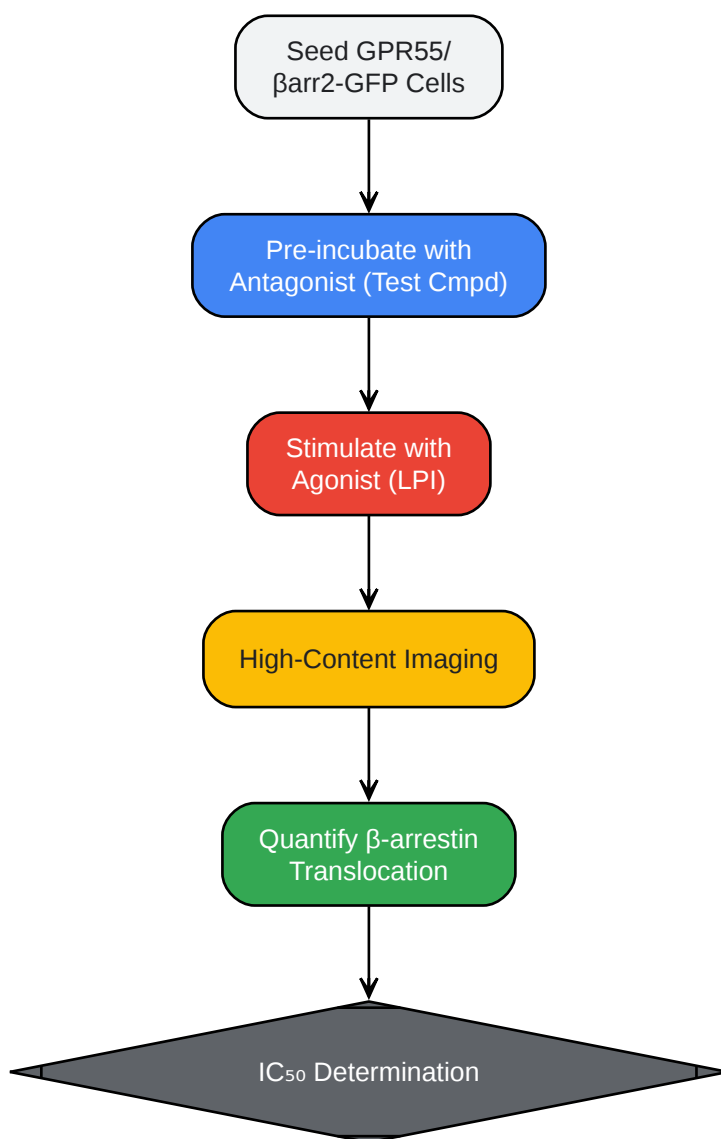 Seed GPR55/
βarr2-GFP Cells
Pre-incubate with
Antagonist (Test Cmpd)
Stimulate with
Agonist (LPI)
High-Content Imaging
Quantify β-arrestin
Translocation
IC₅₀ Determination